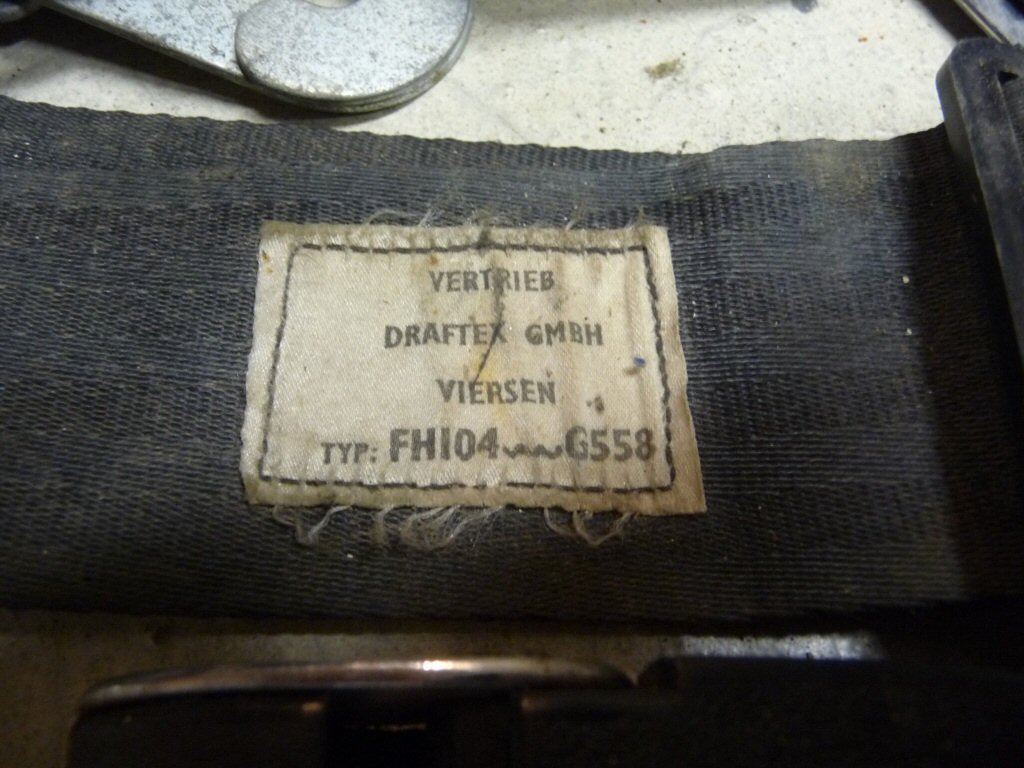 VERTRIEB
DRAFTEX GMBH
VIERSEN
TYP: FH104~~G558